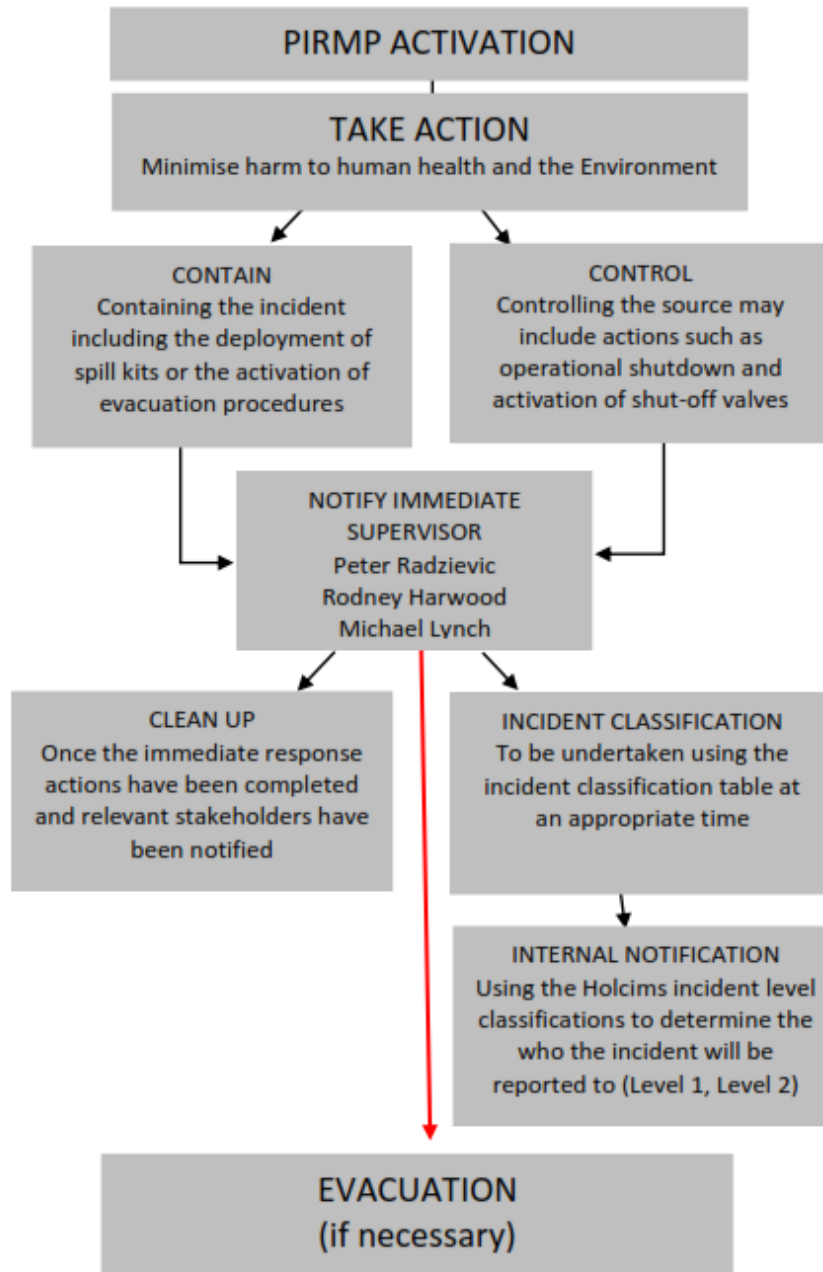 PIRMP ACTIVATION
TAKE ACTION
Minimise harm to human health and the Environment
CONTAIN
Containing the incident
including the deployment of
spill kits or the activation of
evacuation procedures
CONTROL
Controlling the source may
include actions such as
operational shutdown and
activation of shut-off valves
NOTIFY IMMEDIATE
SUPERVISOR
Peter Radzievic
Rodney Harwood
Michael Lynch
CLEAN UP
Once the immediate response
actions have been completed
and relevant stakeholders have
been notified
INCIDENT CLASSIFICATION
To be undertaken using the
incident classification table at
an appropriate time
INTERNAL NOTIFICATION
Using the Holcims incident level
classifications to determine the
who the incident will be
reported to (Level 1, Level 2)
EVACUATION
(if necessary)